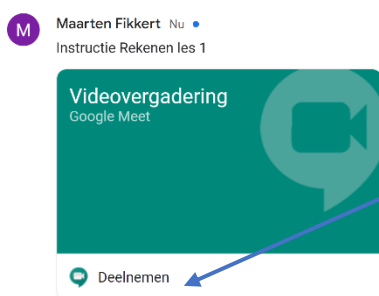 M
Maarten Fikkert Nu
Instructie Rekenen les 1
Videovergadering
Google Meet
Deelnemen